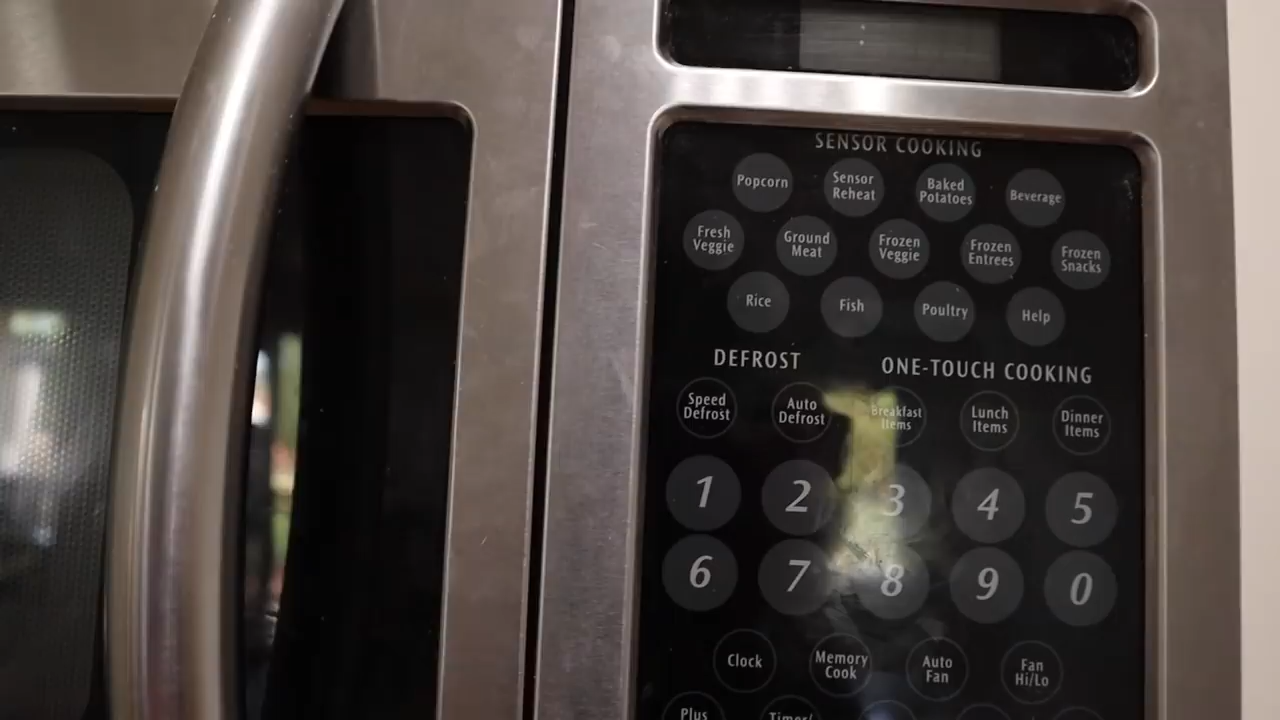 SENSOR COOKING
Popcorn
Sensor
Reheat
Baked
Potatoes
Beverage
Fresh
Veggie
Ground
Meat
Frozen
Veggie
Frozen
Entrees
Frozen
Snacks
Rice
Fish
Poultry
Help
DEFROST
ONE-TOUCH COOKING
Speed
Defrost
Auto
Defrost
Breakfast
Items
Lunch
Items
Dinner
Items
1 2 3 4 5
6 7 8 9 0
Clock
Memory
Cook
Auto
Fan
Fan
Hi/Lo
Plus
Timer/